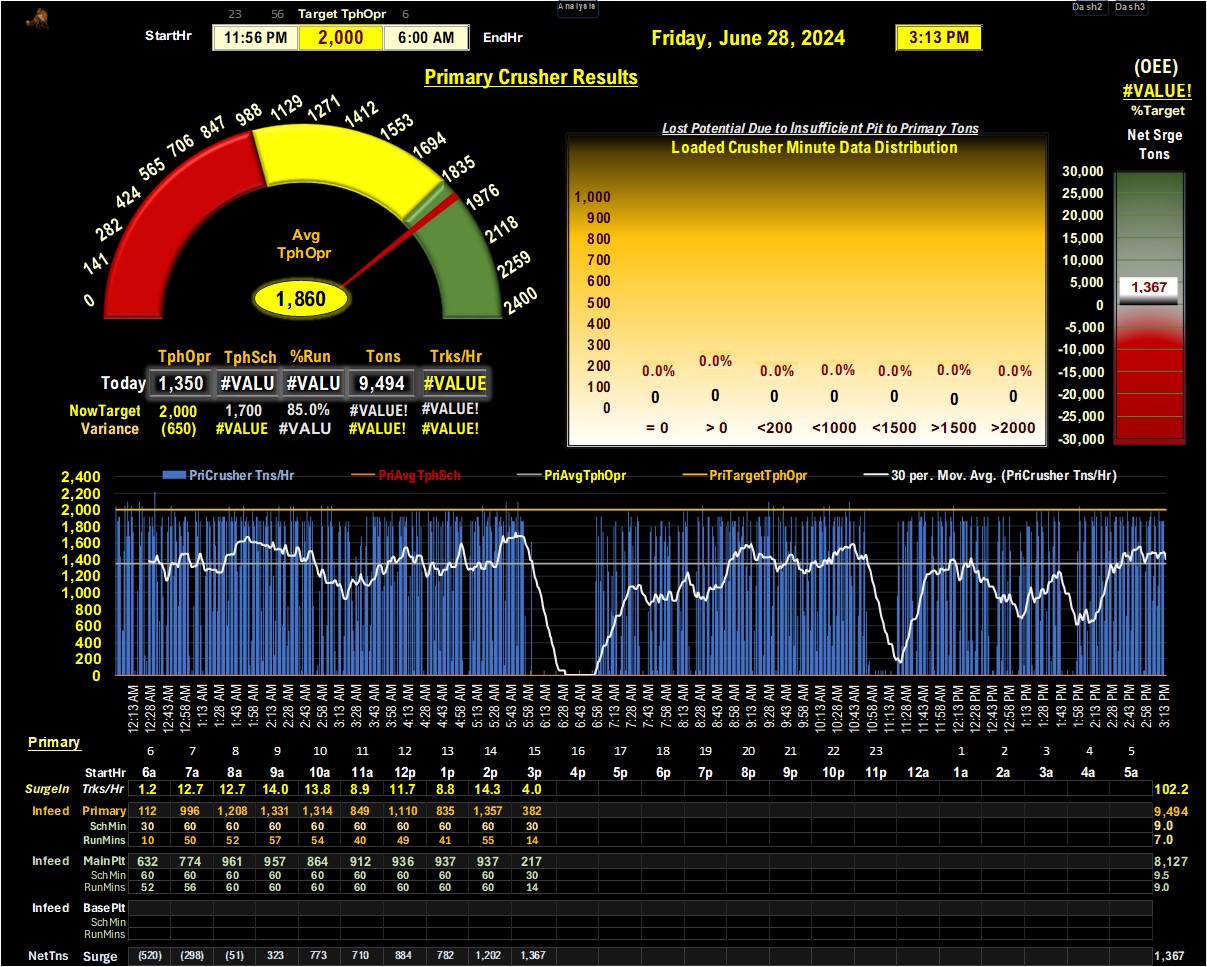 23 56 Target TphOpr 6
Analysis
Dash2 Dash3
StartHr 11:56 PM 2,000 6:00 AM EndHr
Friday, June 28, 2024 3:13 PM
Primary Crusher Results
(OEE)
#VALUE!
%Target
Net Srge
Tons
0
141
282
424
565
706
847
988
1129
1271
1412
1553
1694
1835
1976
2118
2259
2400
Avg
TphOpr
1,860
Lost Potential Due to Insufficient Pit to Primary Tons
Loaded Crusher Minute Data Distribution
1,000
900
800
700
600
500
400
300
200
100
0
0.0% 0.0% 0.0% 0.0% 0.0% 0.0% 0.0%
0 0 0 0 0 0 0
= 0 > 0 <200 <1000 <1500 >1500 >2000
30,000
25,000
20,000
15,000
10,000
5,000
0
-5,000
-10,000
-15,000
-20,000
-25,000
-30,000
1,367
TphOpr TphSch %Run Tons Trks/Hr
Today 1,350 #VALU #VALU 9,494 #VALUE
NowTarget 2,000 1,700 85.0% #VALUE! #VALUE!
Variance (650) #VALUE #VALU #VALUE! #VALUE!
PriCrusher Tns/Hr PriAvgTphSch PriAvgTphOpr PriTargetTphOpr 30 per. Mov. Avg. (PriCrusher Tns/Hr)
2,400
2,200
2,000
1,800
1,600
1,400
1,200
1,000
800
600
400
200
0
12:13 AM 12:28 AM 12:43 AM 12:58 AM 1:13 AM 1:28 AM 1:43 AM 1:58 AM 2:13 AM 2:28 AM 2:43 AM 2:58 AM 3:13 AM 3:28 AM 3:43 AM 3:58 AM 4:13 AM 4:28 AM 4:43 AM 4:58 AM 5:13 AM 5:28 AM 5:43 AM 5:58 AM 6:13 AM 6:28 AM 6:43 AM 6:58 AM 7:13 AM 7:28 AM 7:43 AM 7:58 AM 8:13 AM 8:28 AM 8:43 AM 8:58 AM 9:13 AM 9:28 AM 9:43 AM 9:58 AM 10:13 AM 10:28 AM 10:43 AM 10:58 AM 11:13 AM 11:28 AM 11:43 AM 11:58 AM 12:13 PM 12:28 PM 12:43 PM 12:58 PM 1:13 PM 1:28 PM 1:43 PM 1:58 PM 2:13 PM 2:28 PM 2:43 PM 2:58 PM 3:13 PM
Primary
6 7 8 9 10 11 12 13 14 15 16 17 18 19 20 21 22 23 1 2 3 4 5
StartHr 6a 7a 8a 9a 10a 11a 12p 1p 2p 3p 4p 5p 6p 7p 8p 9p 10p 11p 12a 1a 2a 3a 4a 5a
SurgeIn Trks/Hr 1.2 12.7 12.7 14.0 13.8 8.9 11.7 8.8 14.3 4.0 102.2
Infeed Primary 112 996 1,208 1,331 1,314 849 1,110 835 1,357 382 9,494
SchMin 30 60 60 60 60 60 60 60 60 30 9.0
RunMins 10 50 52 57 54 40 49 41 55 14 7.0
Infeed MainPlt 632 774 961 957 864 912 936 937 937 217 8,127
SchMin 60 60 60 60 60 60 60 60 60 30 9.5
RunMins 52 56 60 60 60 60 60 60 60 14 9.0
Infeed BasePlt
SchMin
RunMins
NetTns Surge (520) (298) (51) 323 773 710 884 782 1,202 1,367 1,367